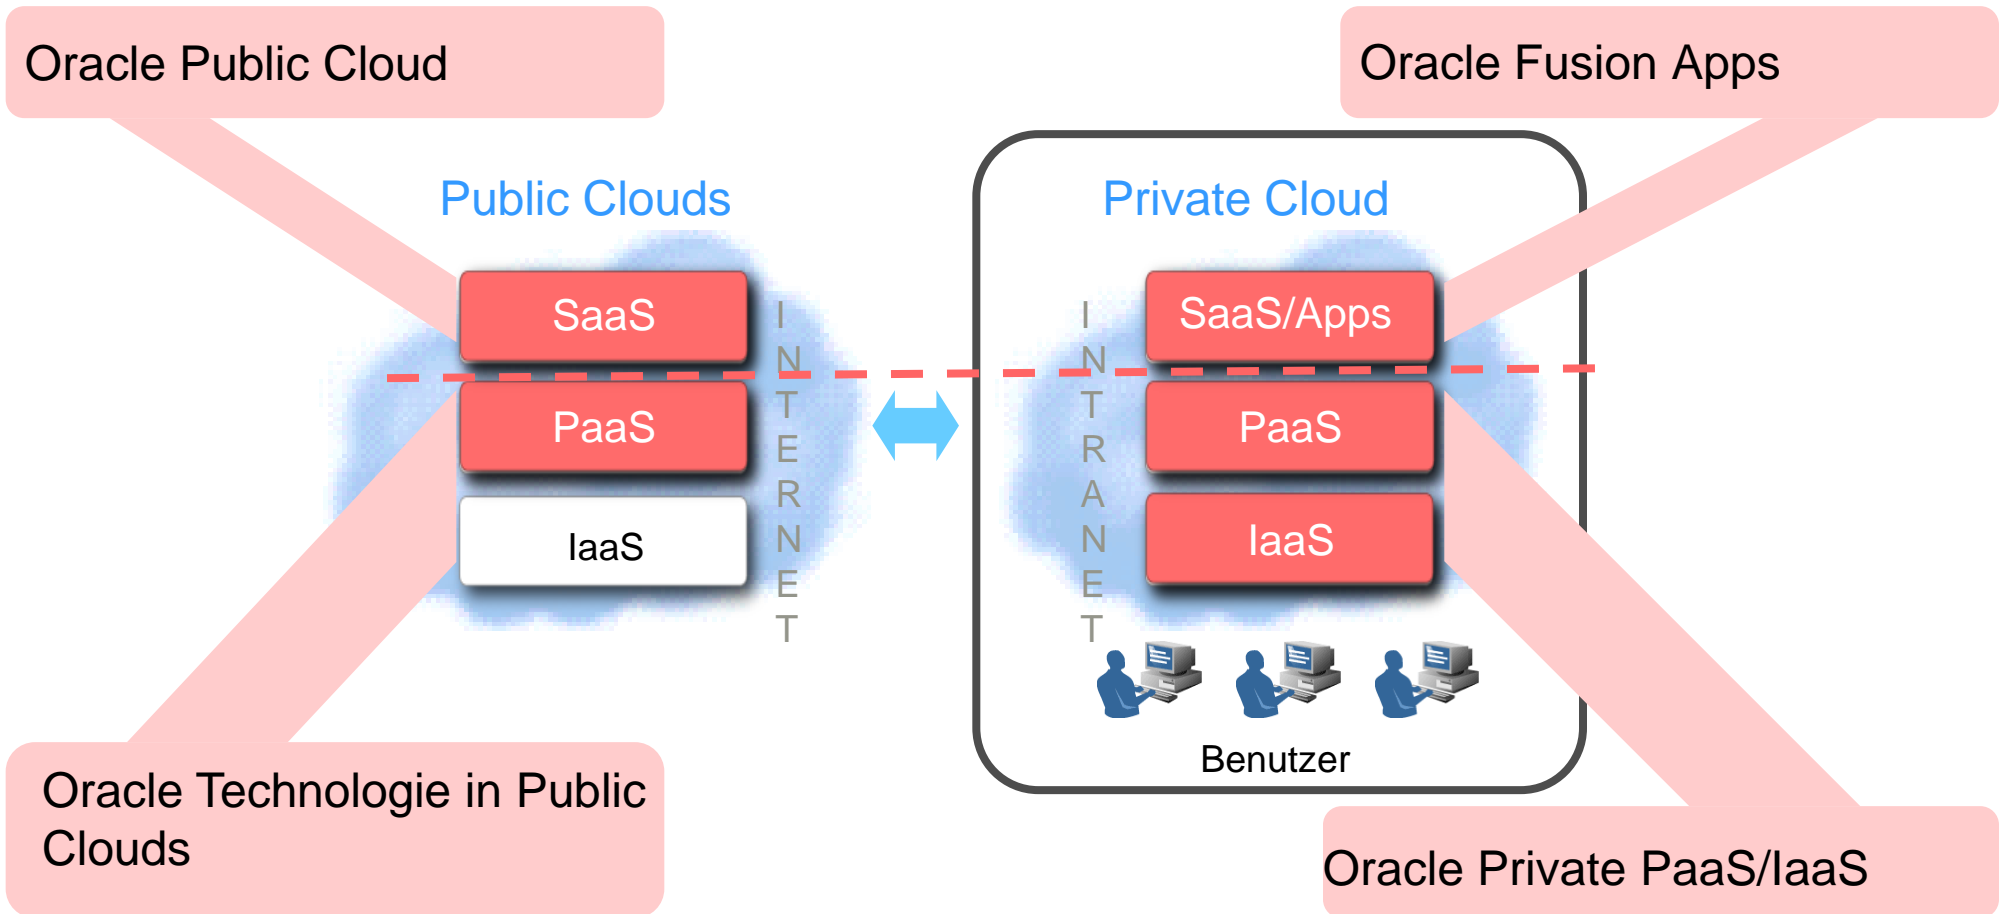 Oracle Public Cloud
Oracle Fusion Apps
Public Clouds
Private Cloud
SaaS
PaaS
IaaS
INTERNET
INTRANET
SaaS/Apps
PaaS
IaaS
Benutzer
Oracle Technologie in Public
Clouds
Oracle Private PaaS/IaaS